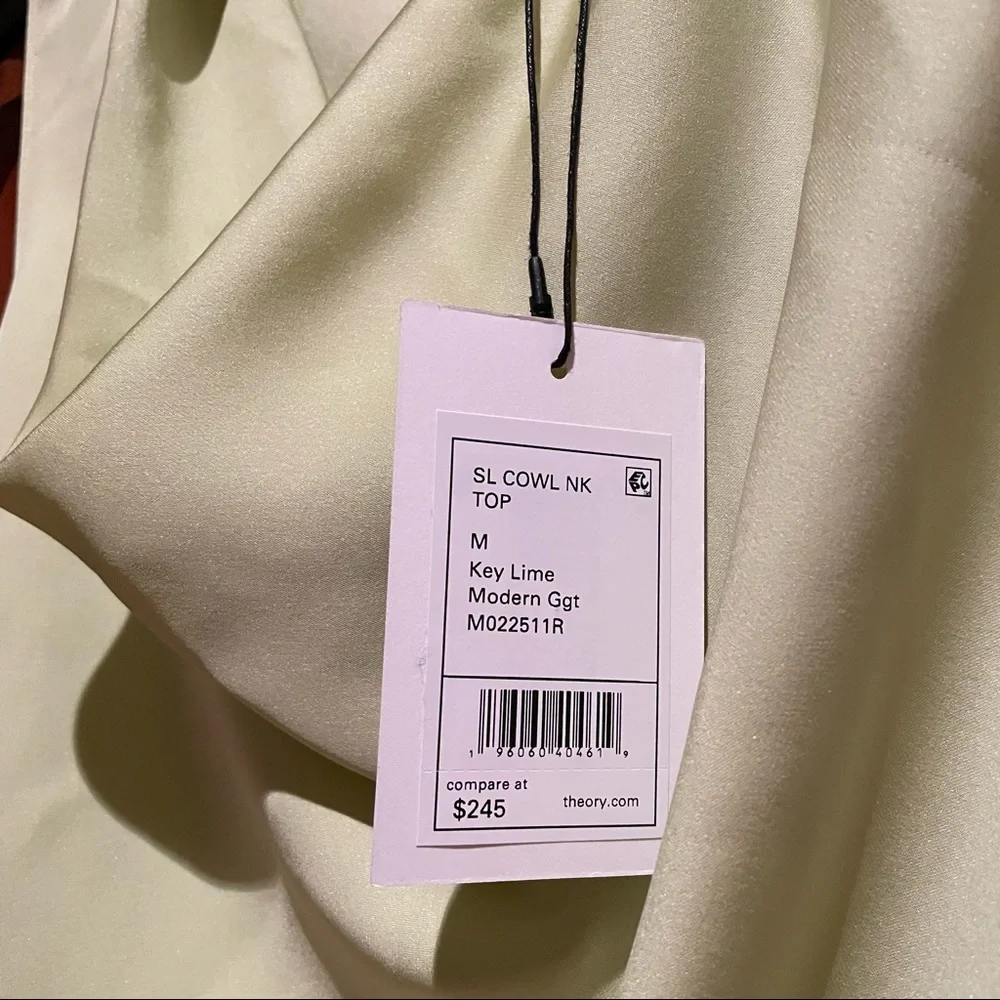 SL COWL NK
TOP
M
Key Lime
Modern Ggt
M022511R
1 96060 40461 9
compare at
$245
theory.com